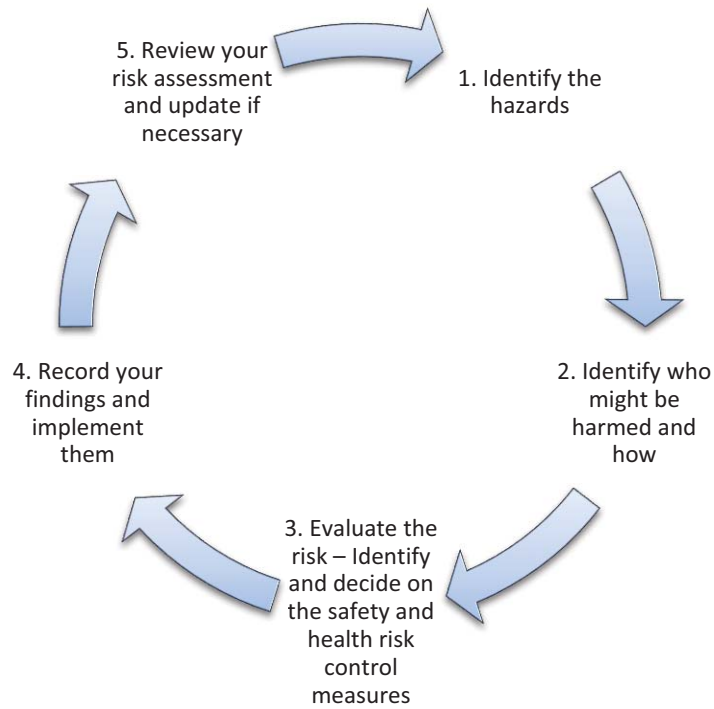 1. Identify the
hazards
2. Identify who
might be
harmed and
how
3. Evaluate the
risk – Identify
and decide on
the safety and
health risk
control
measures
4. Record your
findings and
implement
them
5. Review your
risk assessment
and update if
necessary